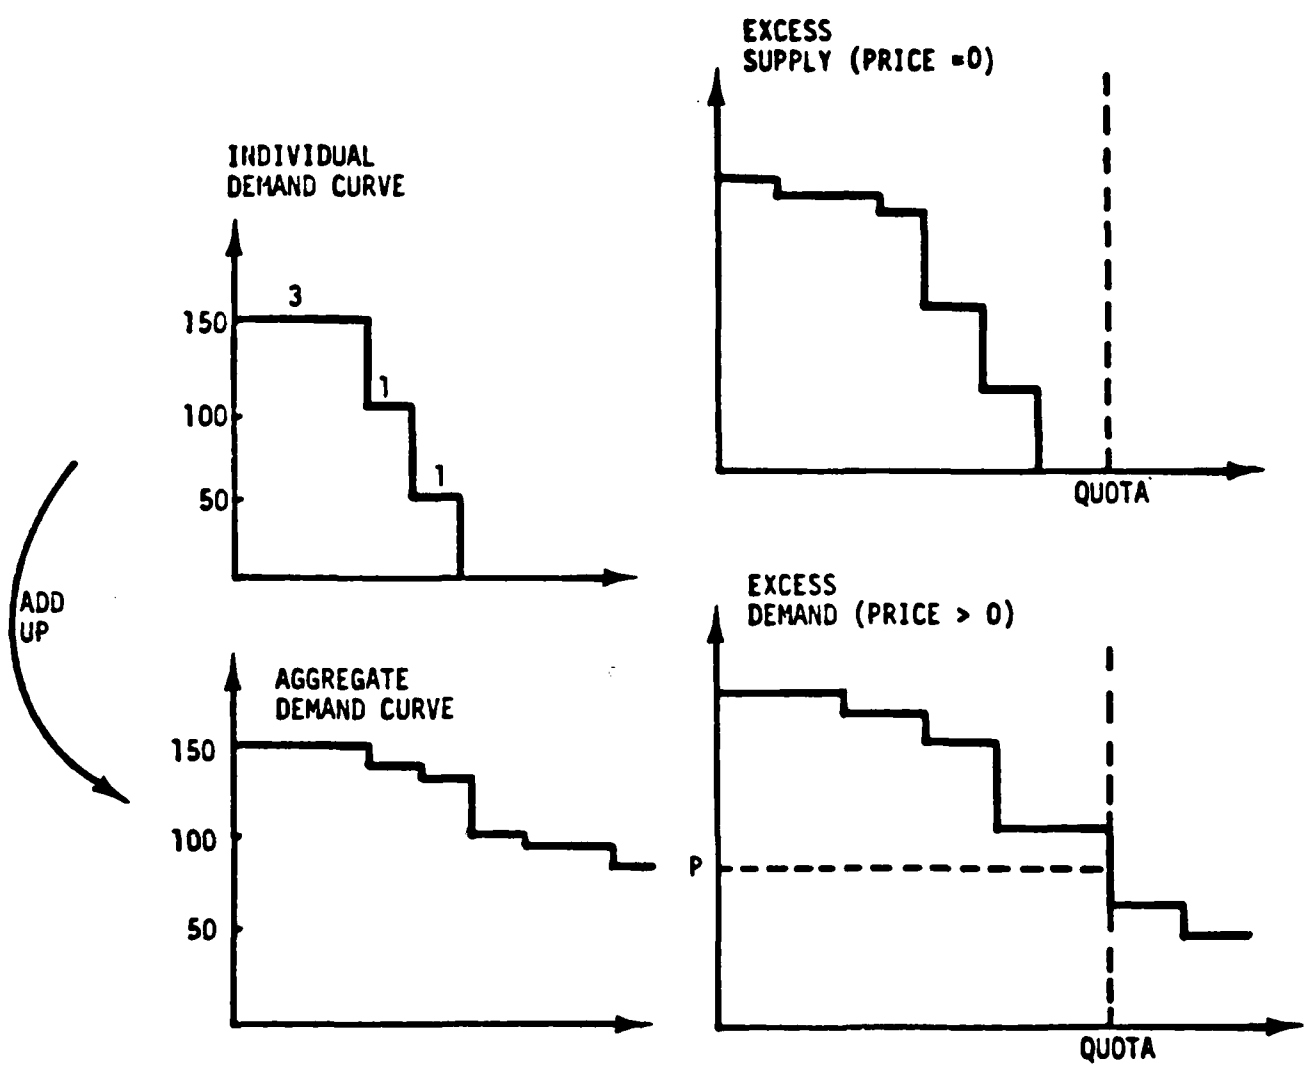 INDIVIDUAL
DEMAND CURVE
3
150
1
100
1
50
ADD
UP
AGGREGATE
DEMAND CURVE
150
100
50
EXCESS
SUPPLY (PRICE =0)
QUOTA
EXCESS
DEMAND (PRICE > 0)
P
QUOTA